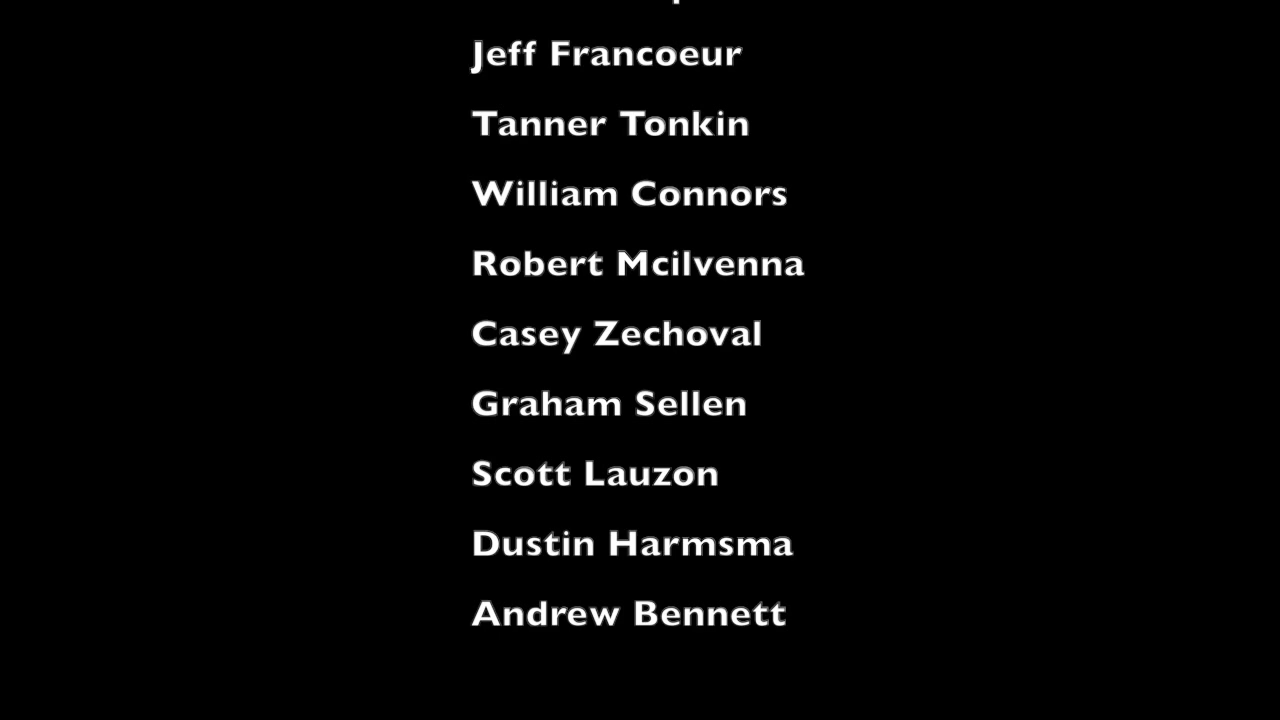 Jeff Francoeur
Tanner Tonkin
William Connors
Robert Mcilvenna
Casey Zechoval
Graham Sellen
Scott Lauzon
Dustin Harmsma
Andrew Bennett